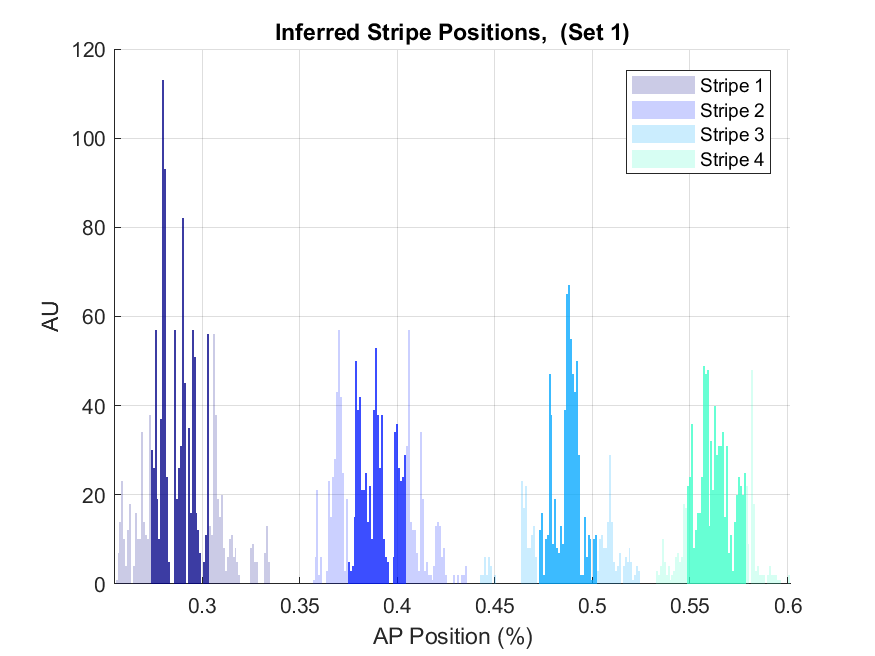 Inferred Stripe Positions,  (Set 1)
120
100
80
60
40
20
0
AU
Stripe 1
Stripe 2
Stripe 3
Stripe 4
0.3
0.35
0.4
0.45
0.5
0.55
0.6
AP Position (%)